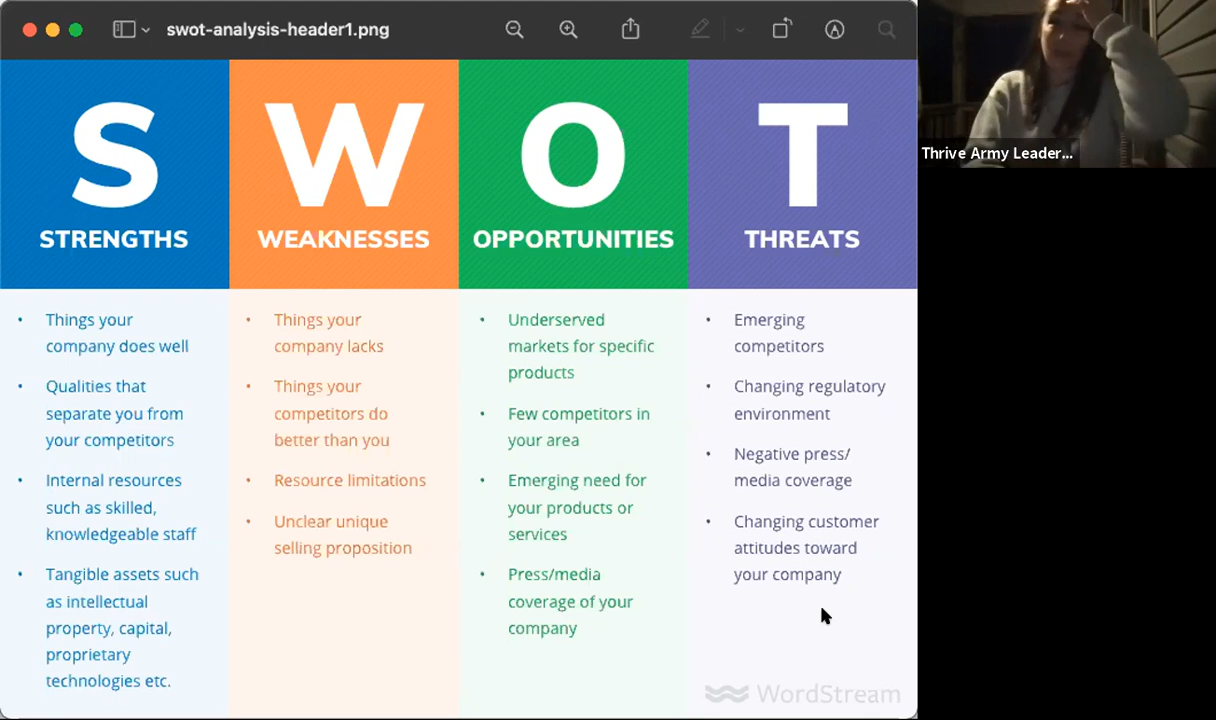 swot-analysis-header1.png
Thrive Army Leader...
S
STRENGTHS
• Things your
company does well
• Qualities that
separate you from
your competitors
• Internal resources
such as skilled,
knowledgeable staff
• Tangible assets such
as intellectual
property, capital,
proprietary
technologies etc.
W
WEAKNESSES
• Things your
company lacks
• Things your
competitors do
better than you
• Resource limitations
• Unclear unique
selling proposition
O
OPPORTUNITIES
• Underserved
markets for specific
products
• Few competitors in
your area
• Emerging need for
your products or
services
• Press/media
coverage of your
company
T
THREATS
• Emerging
competitors
• Changing regulatory
environment
• Negative press/
media coverage
• Changing customer
attitudes toward
your company
WordStream